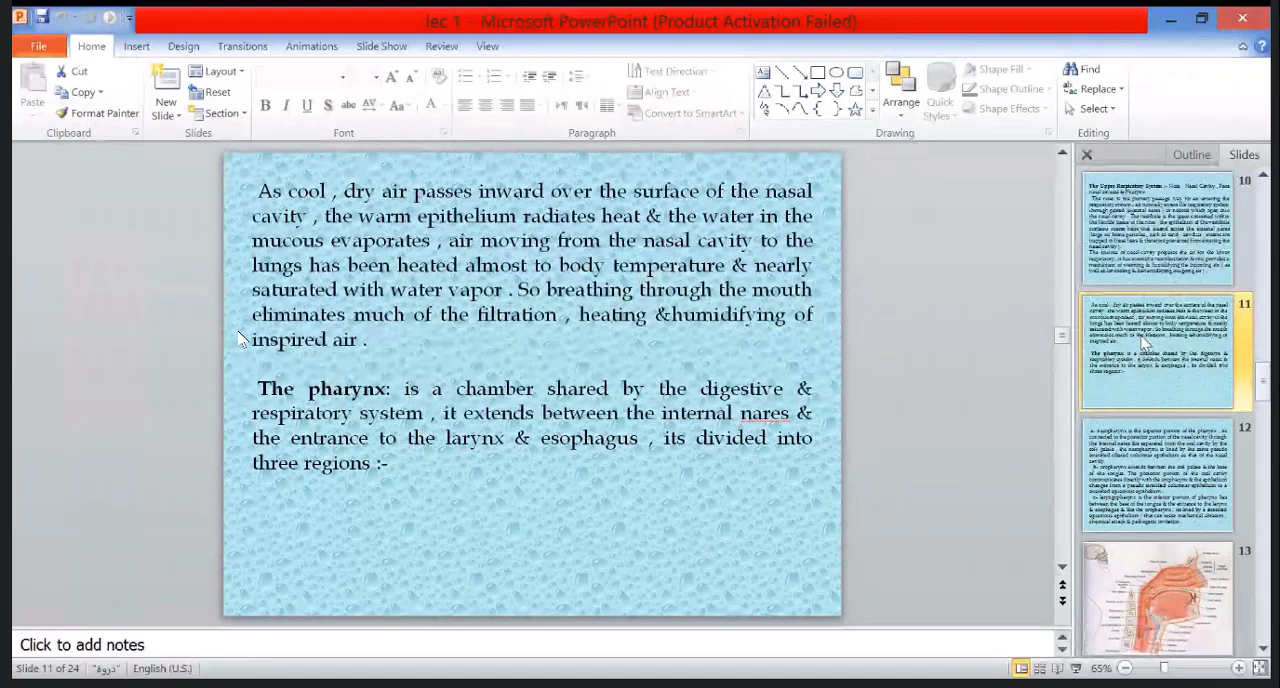 lec 1 - Microsoft PowerPoint (Product Activation Failed)
File Home Insert Design Transitions Animations Slide Show Review View
Paste
Cut
Copy
Format Painter
Clipboard
New Slide
Layout
Reset
Section
Slides
Font
Text Direction
Align Text
Convert to SmartArt
Paragraph
Arrange
Quick Styles
Shape Fill
Shape Outline
Shape Effects
Drawing
Find
Replace
Select
Editing
As cool , dry air passes inward over the surface of the nasal
cavity , the warm epithelium radiates heat & the water in the
mucous evaporates , air moving from the nasal cavity to the
lungs has been heated almost to body temperature & nearly
saturated with water vapor . So breathing through the mouth
eliminates much of the filtration , heating &humidifying of
inspired air .
The pharynx: is a chamber shared by the digestive &
respiratory system , it extends between the internal nares &
the entrance to the larynx & esophagus , its divided into
three regions :-
Outline Slides
10
11
12
13
Click to add notes
Slide 11 of 24 "ذروة" English (U.S.) 65%